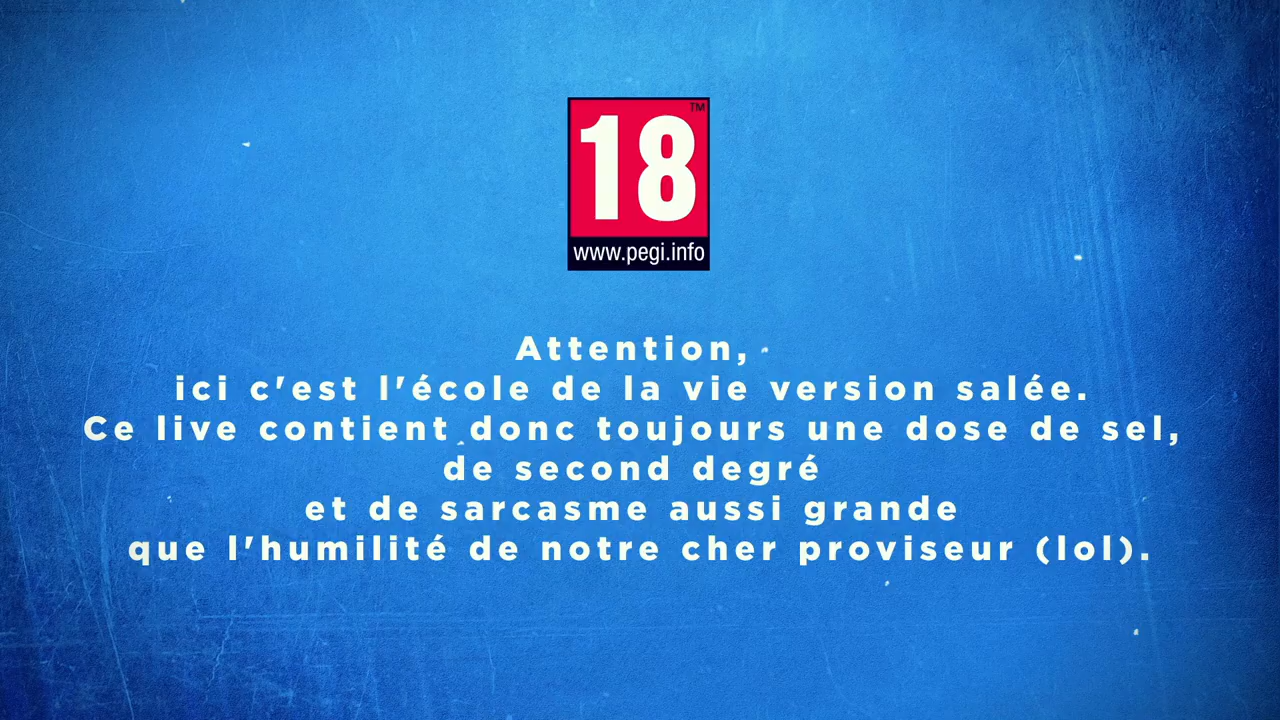 18
TM
www.pegi.info
Attention,
ici c'est l'école de la vie version salée.
Ce live contient donc toujours une dose de sel,
de second degré
et de sarcasme aussi grande
que l'humilité de notre cher proviseur (lol).